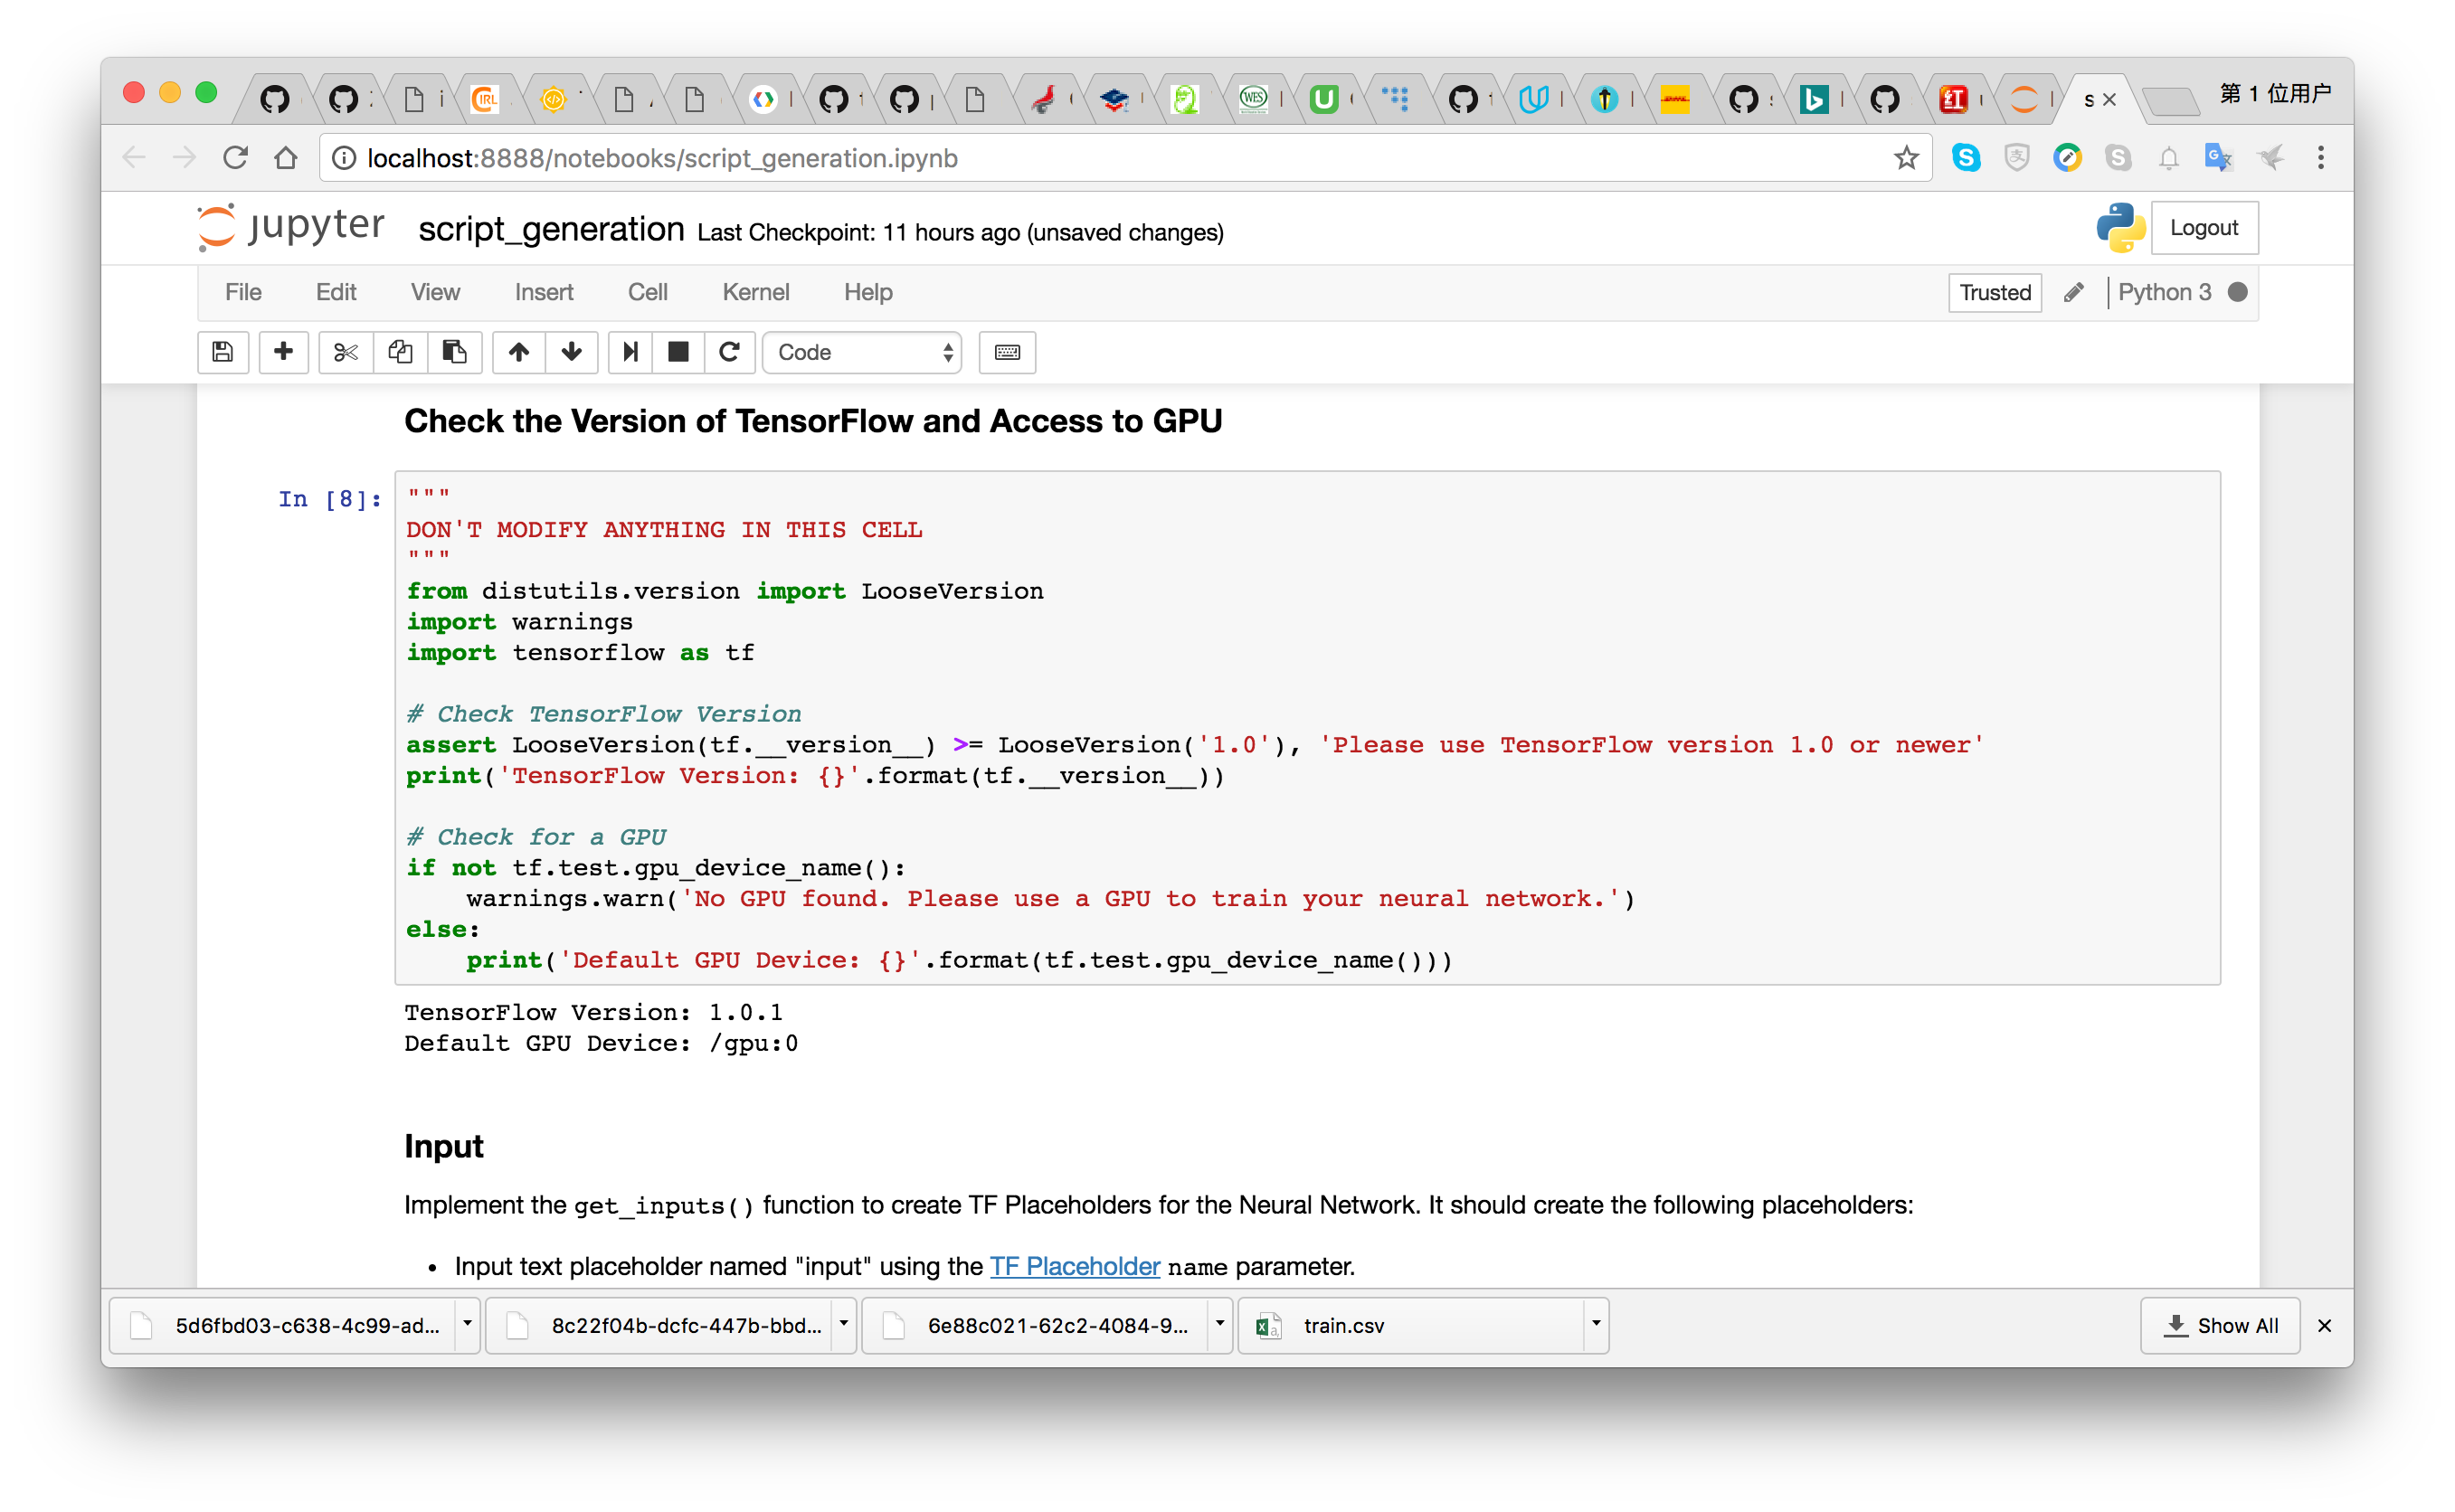 第 1 位用户
localhost:8888/notebooks/script_generation.ipynb
jupyter script_generation Last Checkpoint: 11 hours ago (unsaved changes) Logout
File Edit View Insert Cell Kernel Help Trusted Python 3
Code
Check the Version of TensorFlow and Access to GPU
In [8]:
"""
DON'T MODIFY ANYTHING IN THIS CELL
"""
from distutils.version import LooseVersion
import warnings
import tensorflow as tf
# Check TensorFlow Version
assert LooseVersion(tf.__version__) >= LooseVersion('1.0'), 'Please use TensorFlow version 1.0 or newer'
print('TensorFlow Version: {}'.format(tf.__version__))
# Check for a GPU
if not tf.test.gpu_device_name():
    warnings.warn('No GPU found. Please use a GPU to train your neural network.')
else:
    print('Default GPU Device: {}'.format(tf.test.gpu_device_name()))
TensorFlow Version: 1.0.1
Default GPU Device: /gpu:0
Input
Implement the get_inputs() function to create TF Placeholders for the Neural Network. It should create the following placeholders:
• Input text placeholder named "input" using the TF Placeholder name parameter.
5d6fbd03-c638-4c99-ad... 8c22f04b-dcfc-447b-bbd... 6e88c021-62c2-4084-9... train.csv Show All